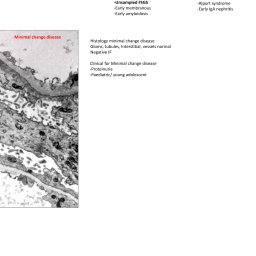 -Unsampled FSGS
-Early membranous
-Early amyloidosis
-Alport syndrome
-Early IgA nephritis
Minimal change disease
Histology minimal change disease
Gloms, tubules, interstitial, vessels normal
Negative IF
Clinical for Minimal change disease
-Proteinuria
-Paediatric/ young adolescent